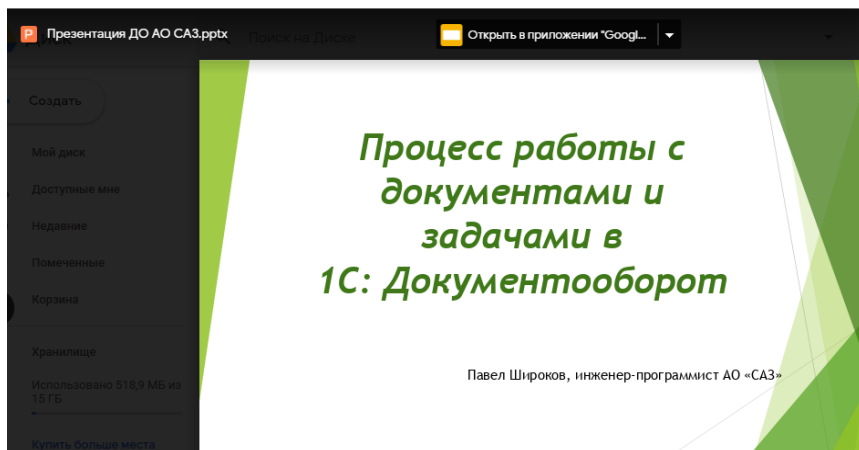 P Презентация ДО АО САЗ.pptx
Диск
Поиск на Диске
Открыть в приложении "Googl...
Создать
Мой диск
Доступные мне
Недавние
Помеченные
Корзина
Хранилище
Использовано 518,9 МБ из
15 ГБ
Купить больше места
Процесс работы с
документами и
задачами в
1С: Документооборот
Павел Широков, инженер-программист АО «САЗ»